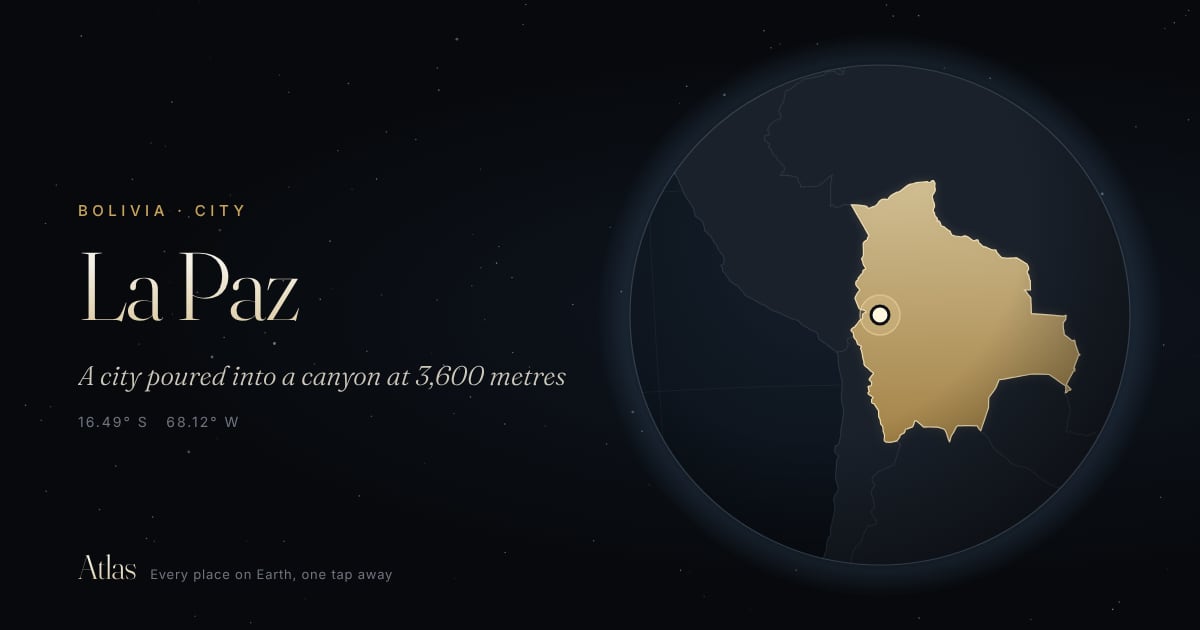 BOLIVIA · CITY
La Paz
A city poured into a canyon at 3,600 metres
16.49° S 68.12° W
Atlas Every place on Earth, one tap away